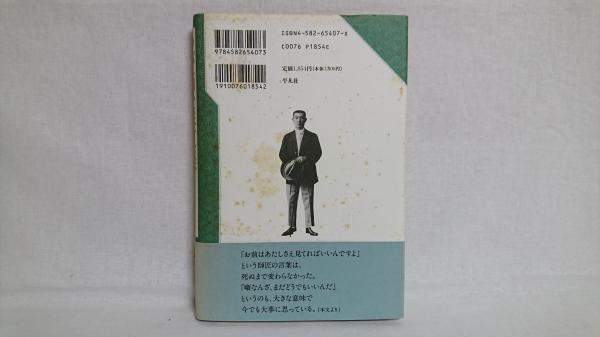 ISBN4-582-65407-8
C0076 P1854E
9784582654073
定価1,854円(本体1,800円)
平凡社
1910076018542
「お前はあたしさえ見てればいいんですよ」
という師匠の言葉は、
死ぬまで変わらなかった。
「噺なんざ、まだどうでもいいんだ」
というのも、大きな意味で
今でも大事に思っている。(本文より)